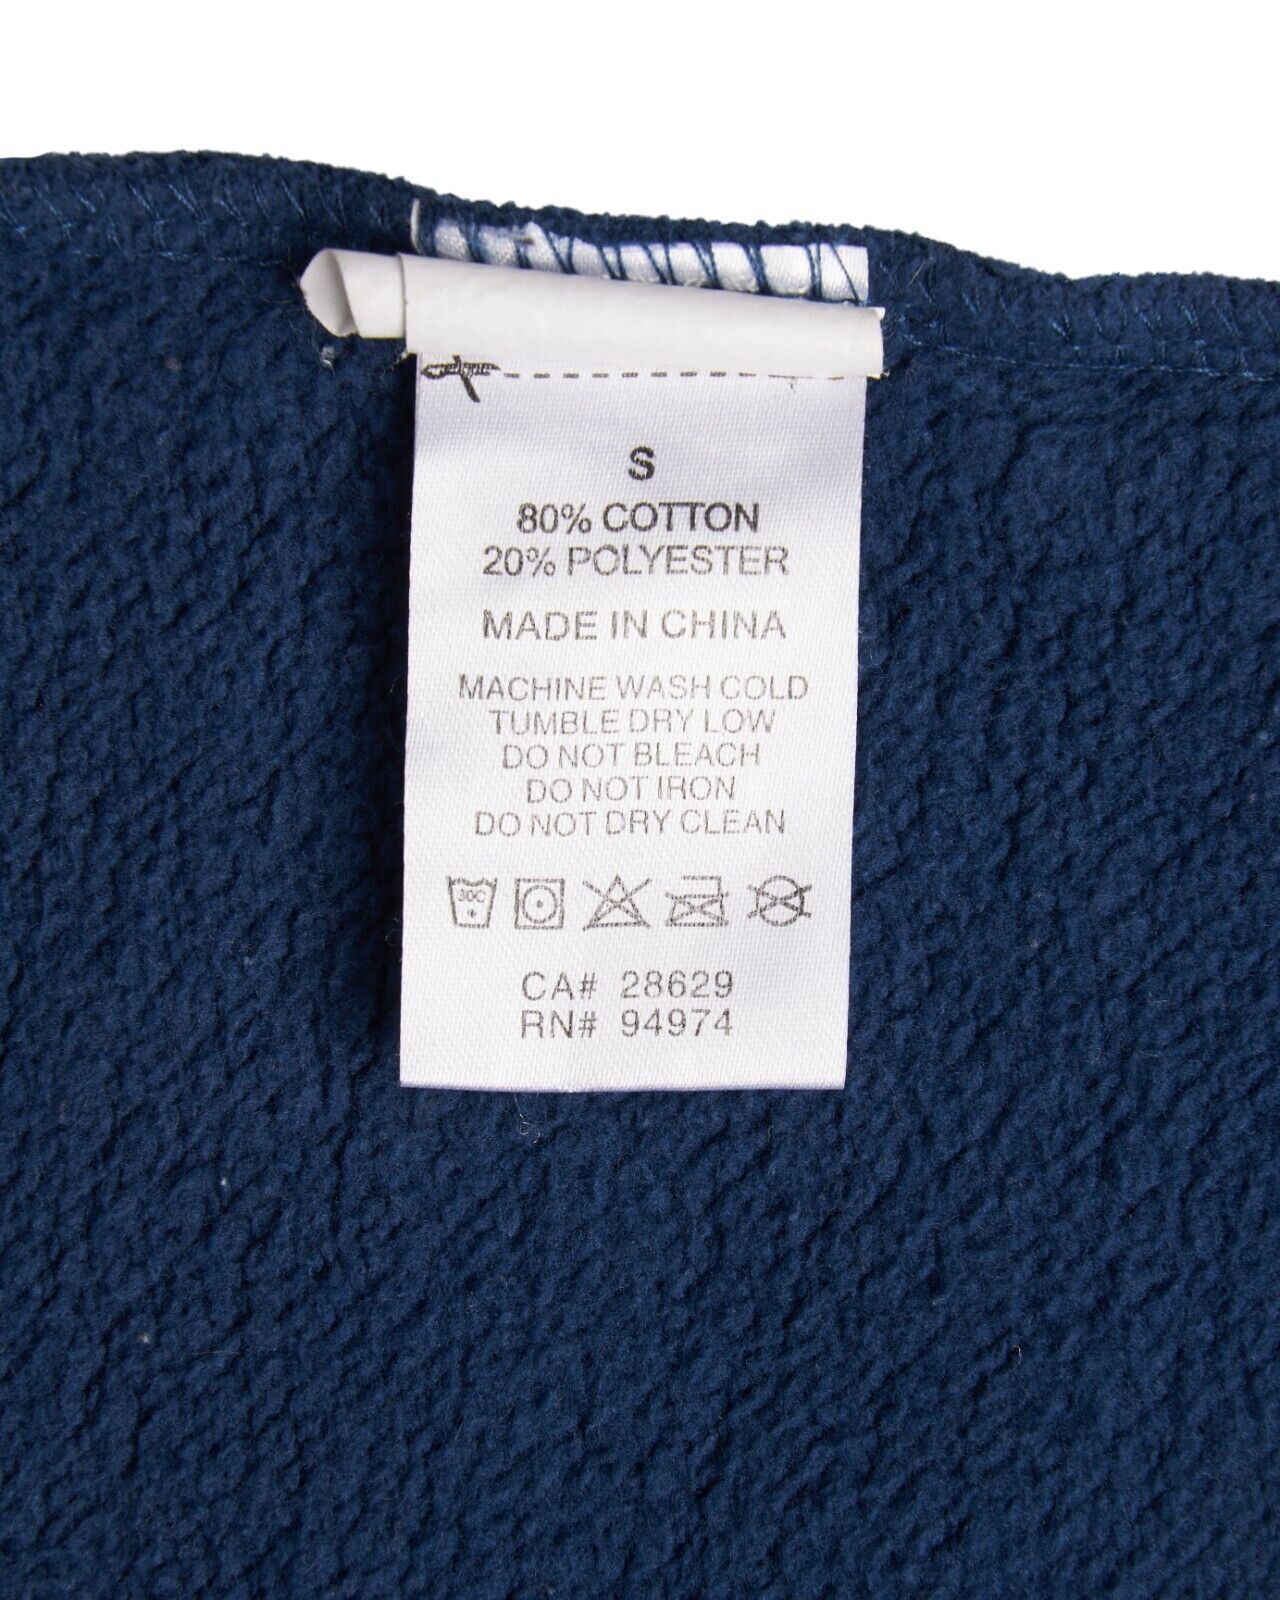 S
80% COTTON
20% POLYESTER
MADE IN CHINA
MACHINE WASH COLD
TUMBLE DRY LOW
DO NOT BLEACH
DO NOT IRON
DO NOT DRY CLEAN
30C
CA# 28629
RN# 94974